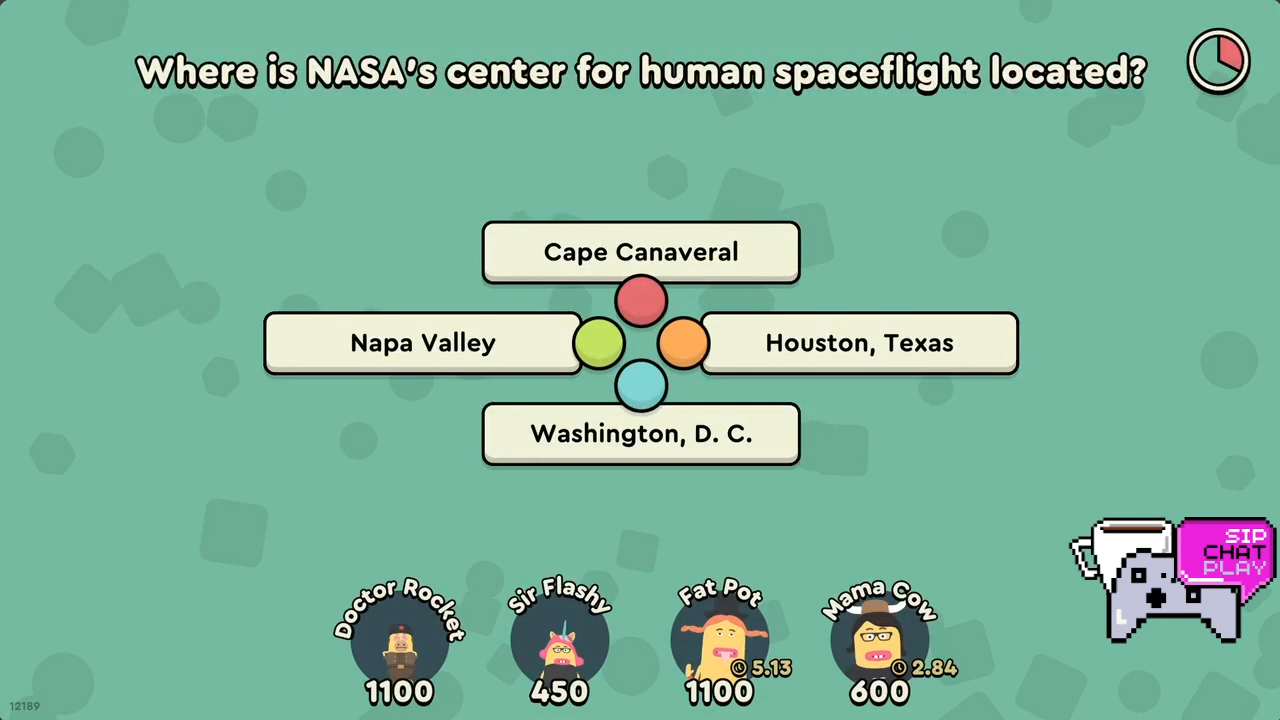 Where is NASA's center for human spaceflight located?
Cape Canaveral
Napa Valley
Houston, Texas
Washington, D. C.
SIP
CHAT
PLAY
Doctor Rocket
Sir Flashy
Fat Pot
Mama Cow
5.13
2.84
1100
450
1100
600
12189